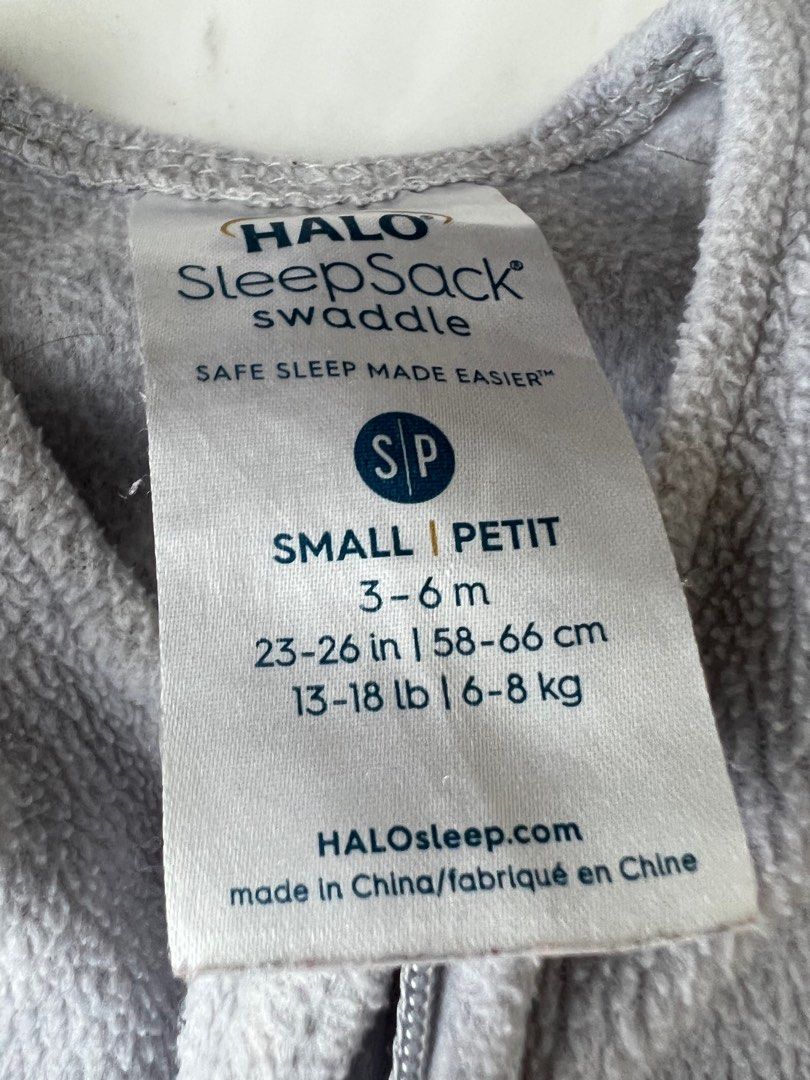 HALO®
SleepSack®
swaddle
SAFE SLEEP MADE EASIER™
S|P
SMALL | PETIT
3-6 m
23-26 in | 58-66 cm
13-18 lb | 6-8 kg
HALOsleep.com
made in China/fabriqué en Chine